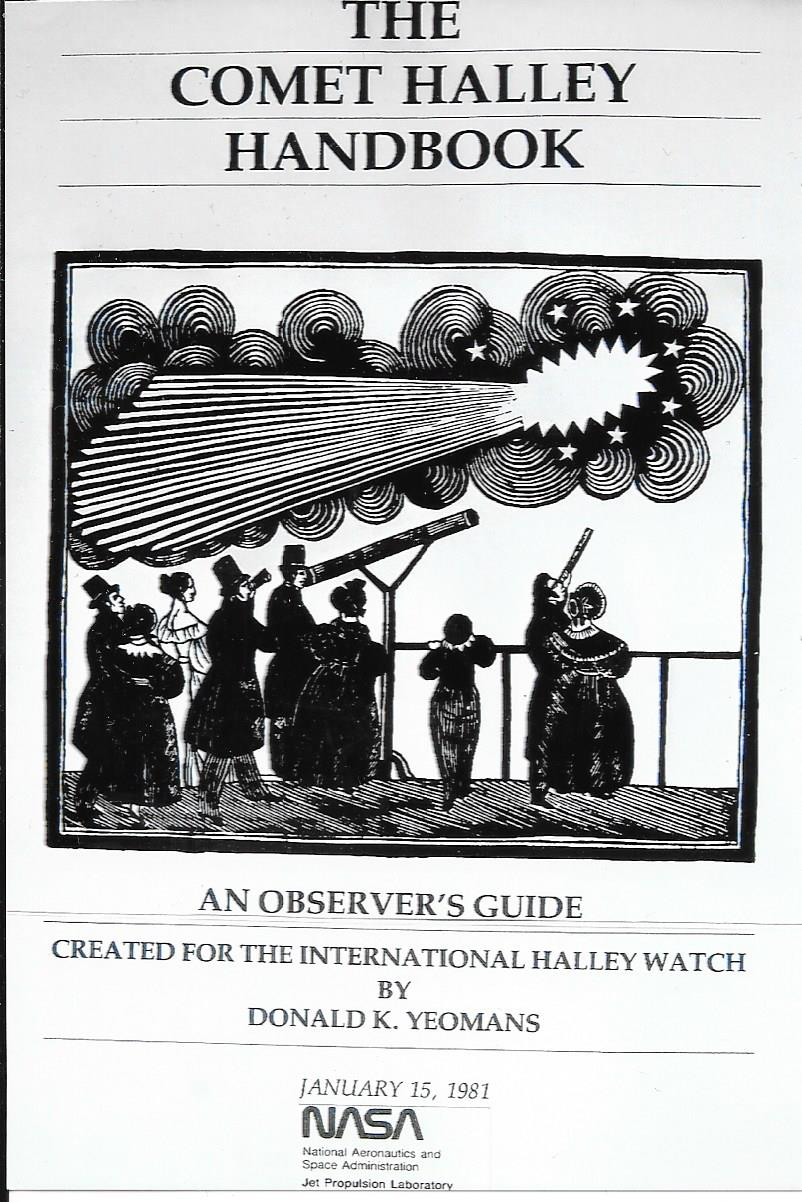 THE
COMET HALLEY
HANDBOOK
AN OBSERVER'S GUIDE
CREATED FOR THE INTERNATIONAL HALLEY WATCH
BY
DONALD K. YEOMANS
JANUARY 15, 1981
NASA
National Aeronautics and
Space Administration
Jet Propulsion Laboratory